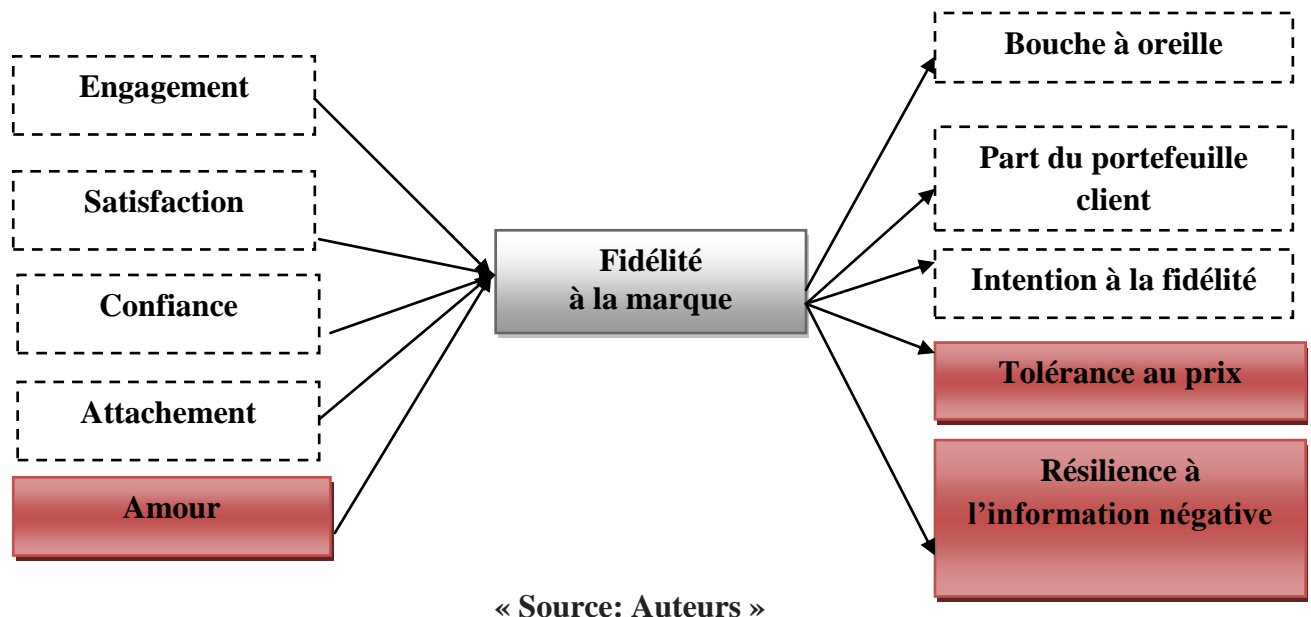 Engagement
Satisfaction
Confiance
Attachement
Amour
Fidélité
à la marque
Bouche à oreille
Part du portefeuille
client
Intention à la fidélité
Tolérance au prix
Résilience à
l’information négative
« Source: Auteurs »